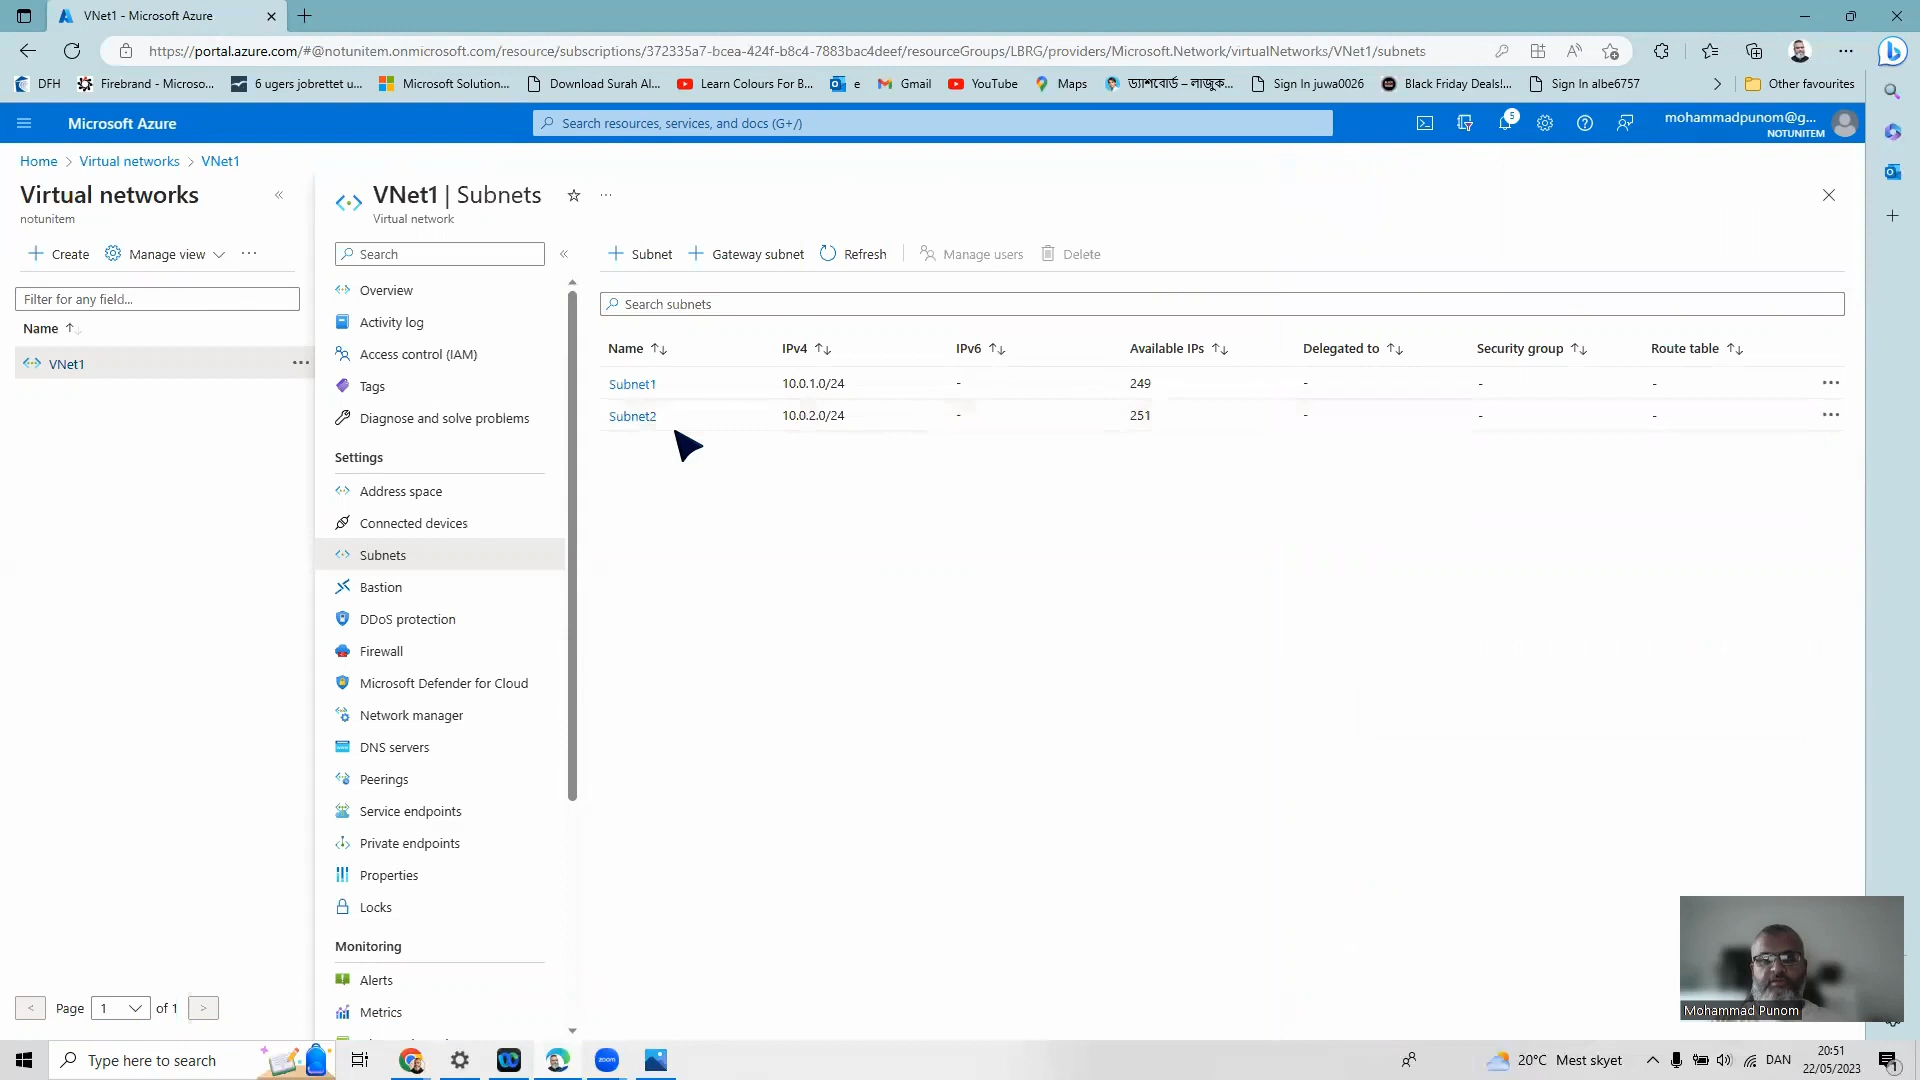 VNet1 - Microsoft Azure
https://portal.azure.com/#@notunitem.onmicrosoft.com/resource/subscriptions/372335a7-bcea-424f-b8c4-7883bac4deef/resourceGroups/LBRG/providers/Microsoft.Network/virtualNetworks/VNet1/subnets
DFH Firebrand - Microso... 6 ugers jobrettet u... Microsoft Solution... Download Surah Al... Learn Colours For B... e Gmail YouTube Maps ড্যাশবোর্ড – লাজুক... Sign In juwa0026 Black Friday Deals!... Sign In albe6757 Other favourites
Microsoft Azure
Search resources, services, and docs (G+/)
5
mohammadpunom@g...
NOTUNITEM
Home > Virtual networks > VNet1
Virtual networks
notunitem
Create Manage view ...
Filter for any field...
Name
VNet1 ...
Page 1 of 1
VNet1 | Subnets ...
Virtual network
Search
Overview
Activity log
Access control (IAM)
Tags
Diagnose and solve problems
Settings
Address space
Connected devices
Subnets
Bastion
DDoS protection
Firewall
Microsoft Defender for Cloud
Network manager
DNS servers
Peerings
Service endpoints
Private endpoints
Properties
Locks
Monitoring
Alerts
Metrics
+ Subnet + Gateway subnet Refresh Manage users Delete
Search subnets
Name IPv4 IPv6 Available IPs Delegated to Security group Route table
Subnet1 10.0.1.0/24 - 249 - - - ...
Subnet2 10.0.2.0/24 - 251 - - - ...
Mohammad Punom
Type here to search
zoom
20°C Mest skyet
DAN
20:51
22/05/2023
1